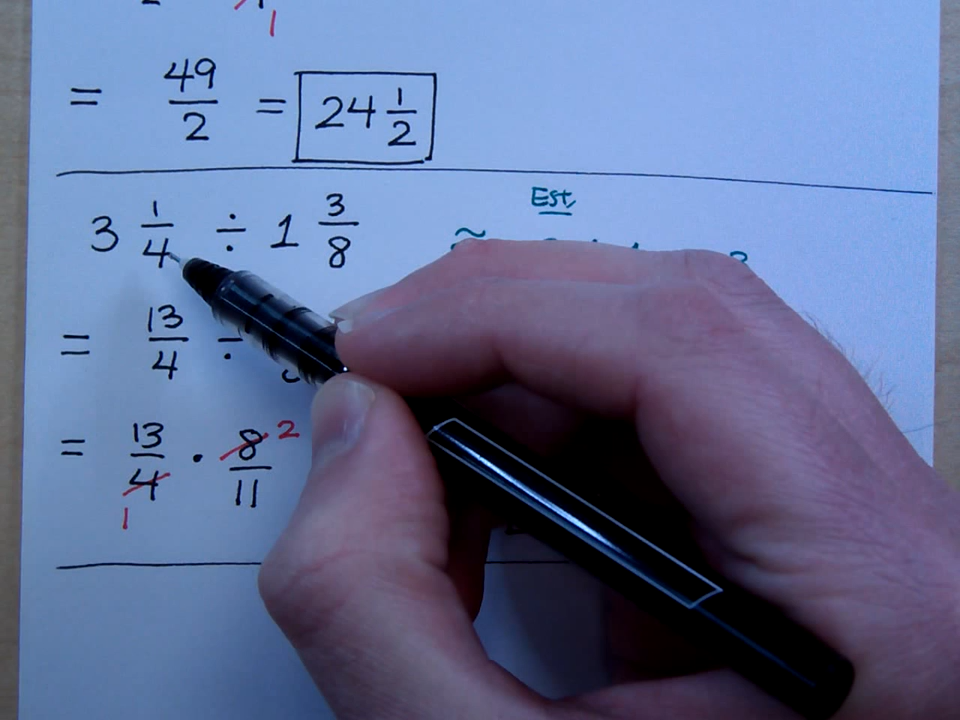 1
= 49/2 = 24 1/2
3 1/4 ÷ 1 3/8
Est.
≈
= 13/4 ÷
= 13/4 · 8/11 2
1